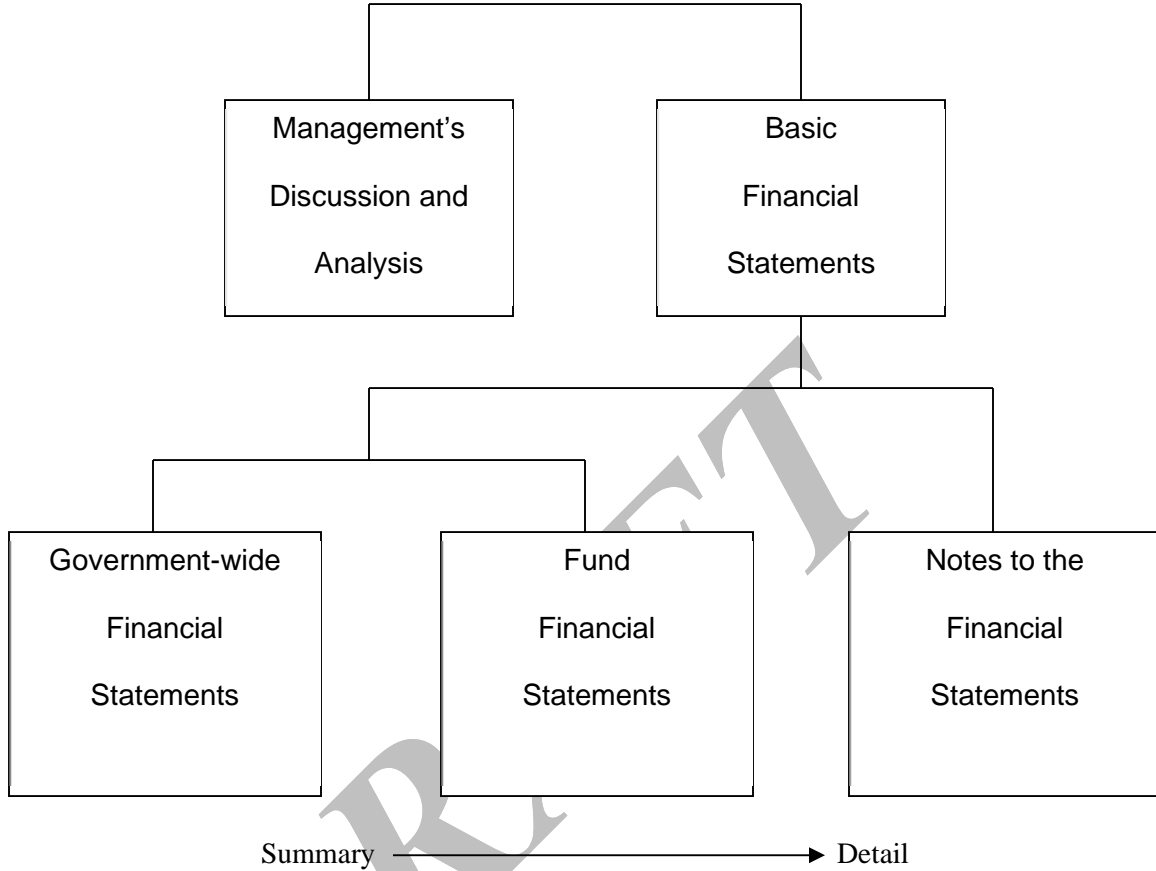 Management’s
Discussion and
Analysis
Basic
Financial
Statements
Government-wide
Financial
Statements
Fund
Financial
Statements
Notes to the
Financial
Statements
Summary
Detail